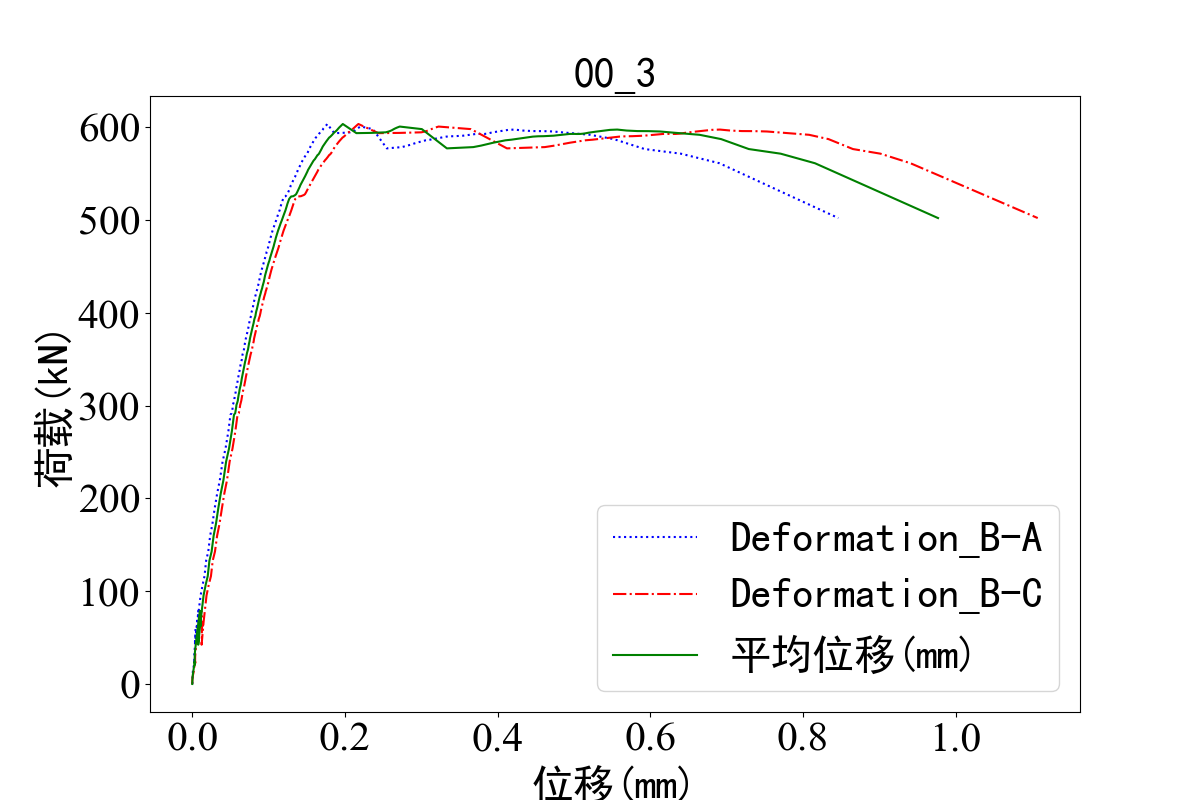 OO_3
600
500
400
300
200
100
0
荷载(kN)
Deformation_B-A
Deformation_B-C
平均位移(mm)
0.0 0.2 0.4 0.6 0.8 1.0
位移(mm)